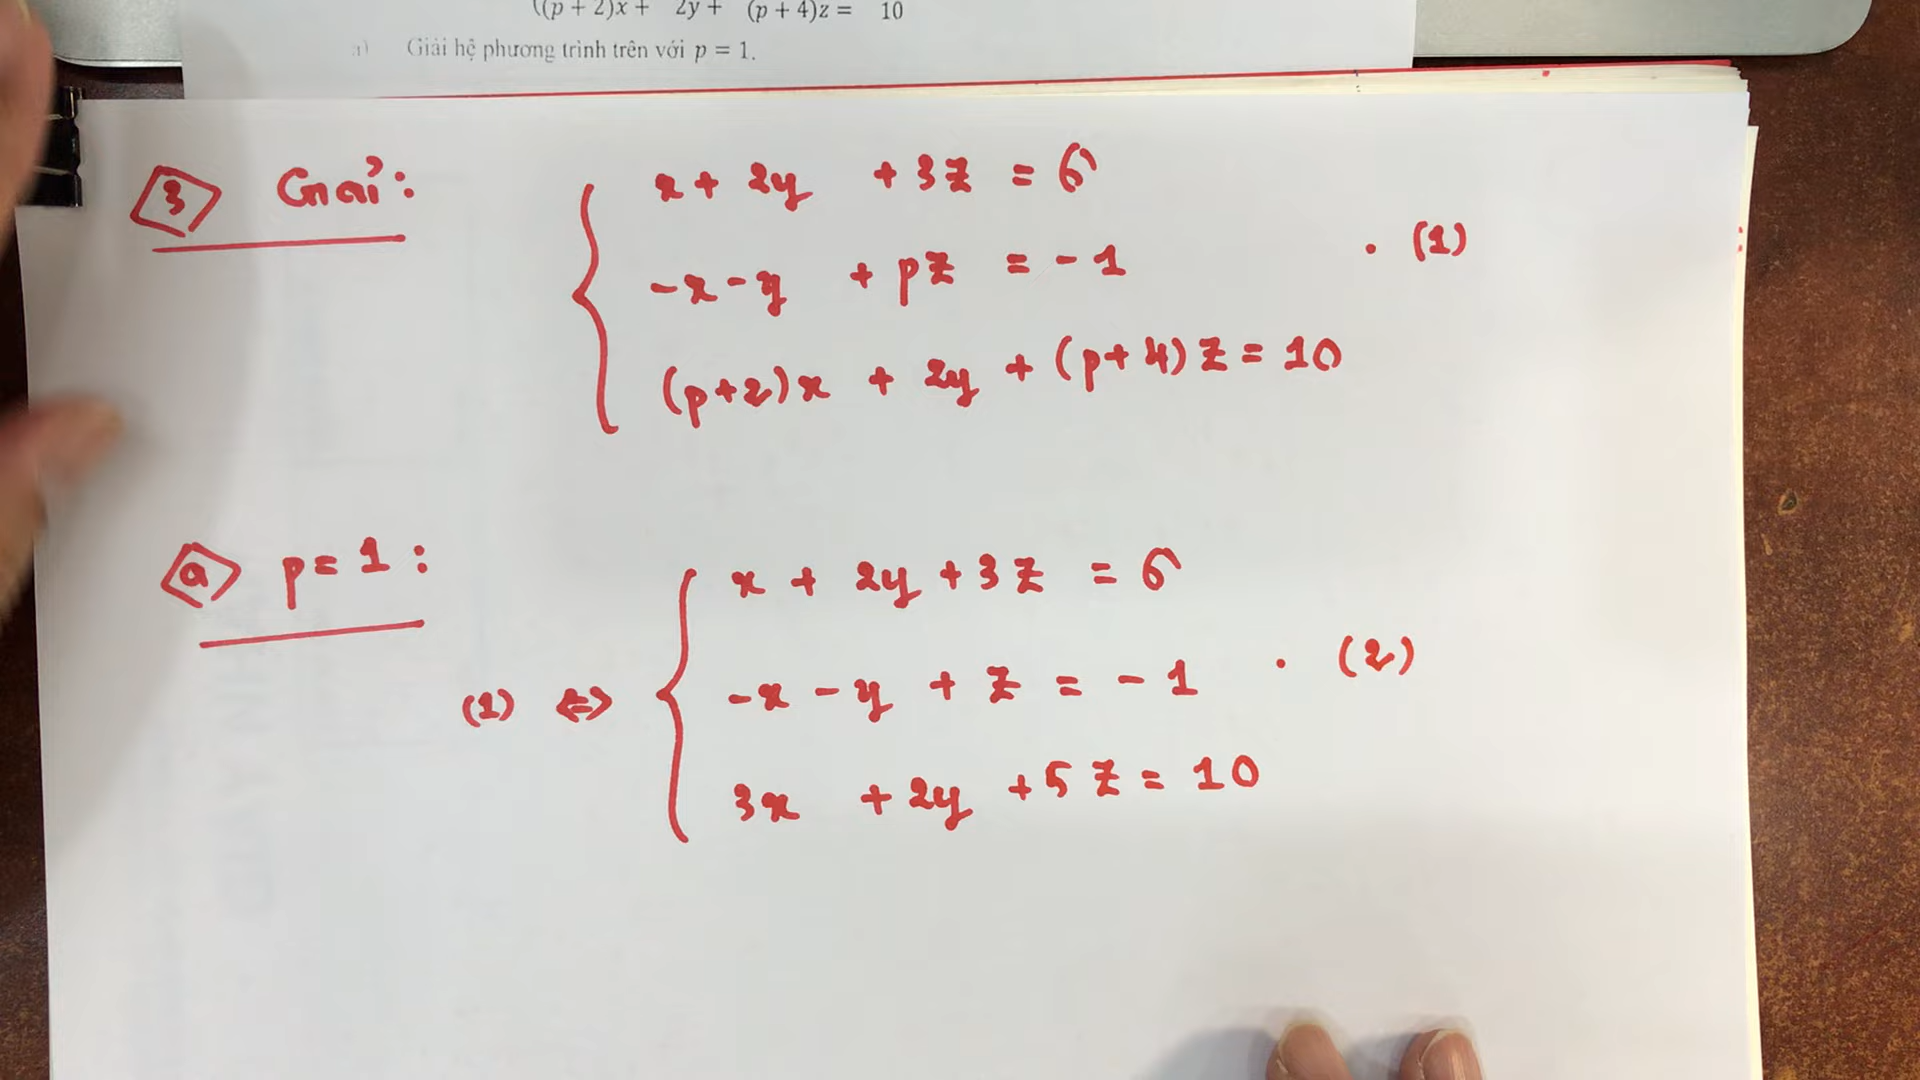 ((p + 2)x + 2y + (p + 4)z = 10
a) Giải hệ phương trình trên với p = 1.
3 Giải:
x + 2y + 3z = 6
-x - y + pz = -1 . (1)
(p+2)x + 2y + (p+4)z = 10
a p = 1 :
x + 2y + 3z = 6
(1) ⇔ -x - y + z = -1 . (2)
3x + 2y + 5z = 10